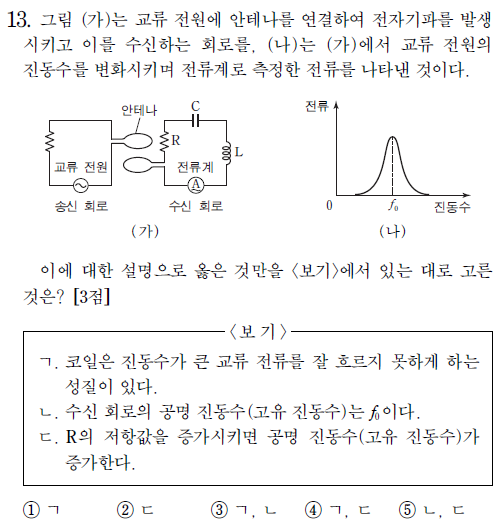 13. 그림 (가)는 교류 전원에 안테나를 연결하여 전자기파를 발생
시키고 이를 수신하는 회로를, (나)는 (가)에서 교류 전원의
진동수를 변화시키며 전류계로 측정한 전류를 나타낸 것이다.
안테나
C
R
L
교류 전원
전류계
A
송신 회로
수신 회로
(가)
전류
0
f₀
진동수
(나)
이에 대한 설명으로 옳은 것만을 〈보기〉에서 있는 대로 고른
것은? [3점]
〈보 기〉
ㄱ. 코일은 진동수가 큰 교류 전류를 잘 흐르지 못하게 하는
성질이 있다.
ㄴ. 수신 회로의 공명 진동수(고유 진동수)는 f₀이다.
ㄷ. R의 저항값을 증가시키면 공명 진동수(고유 진동수)가
증가한다.
① ㄱ ② ㄷ ③ ㄱ, ㄴ ④ ㄱ, ㄷ ⑤ ㄴ, ㄷ